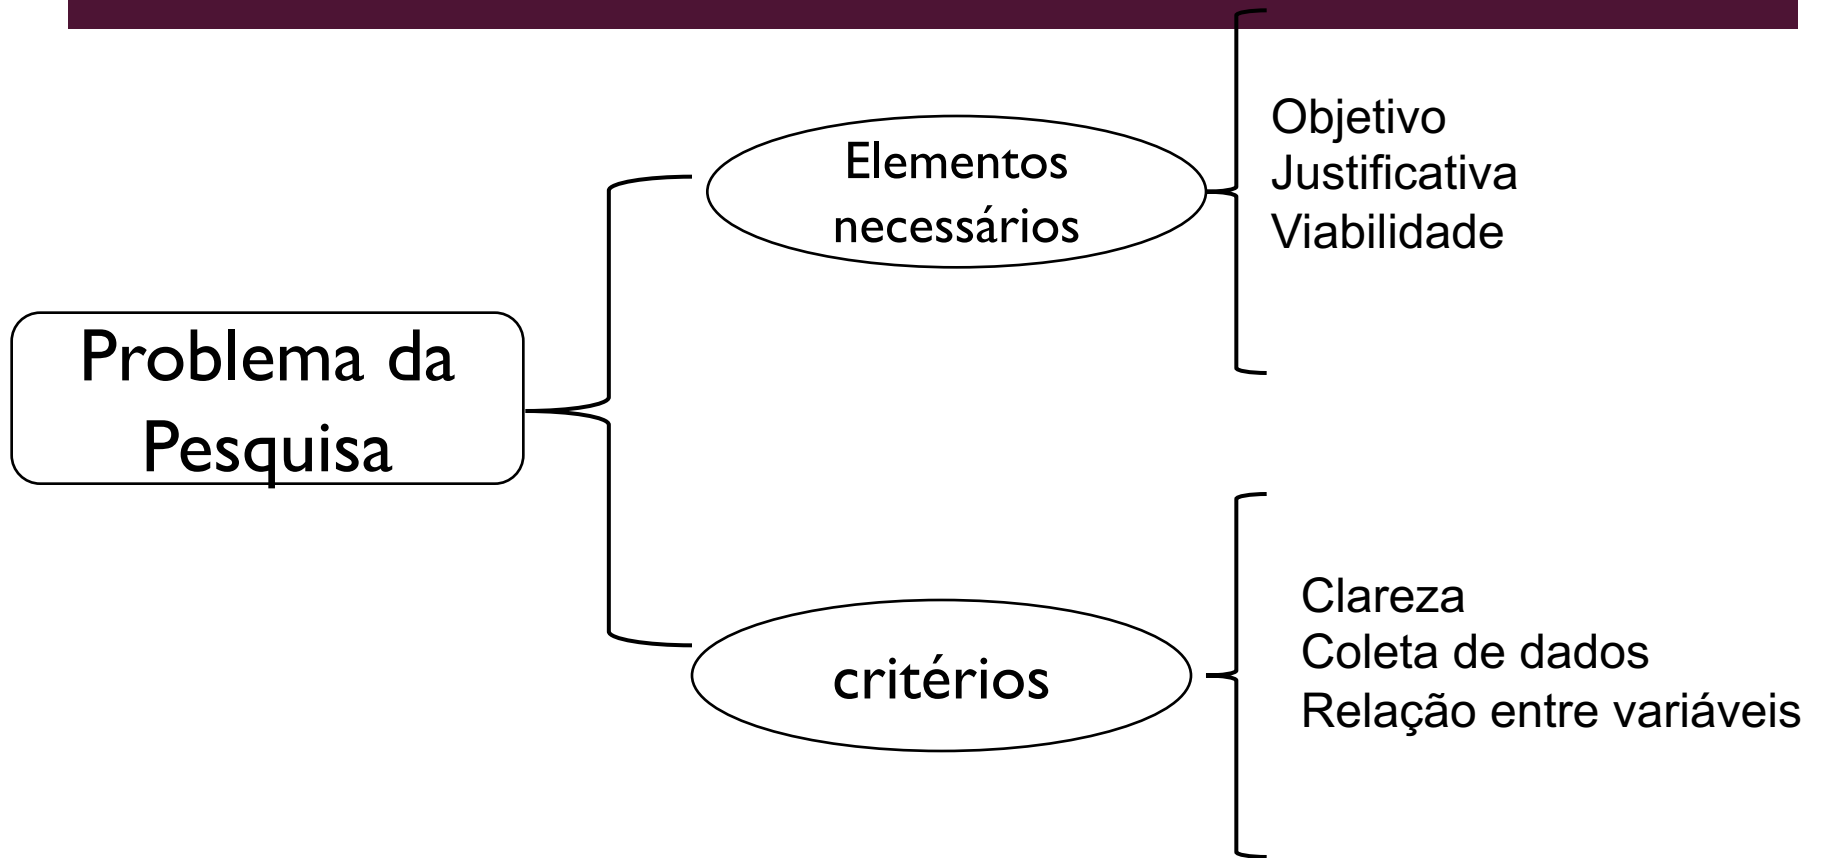 Problema da
Pesquisa
Elementos
necessários
Objetivo
Justificativa
Viabilidade
critérios
Clareza
Coleta de dados
Relação entre variáveis